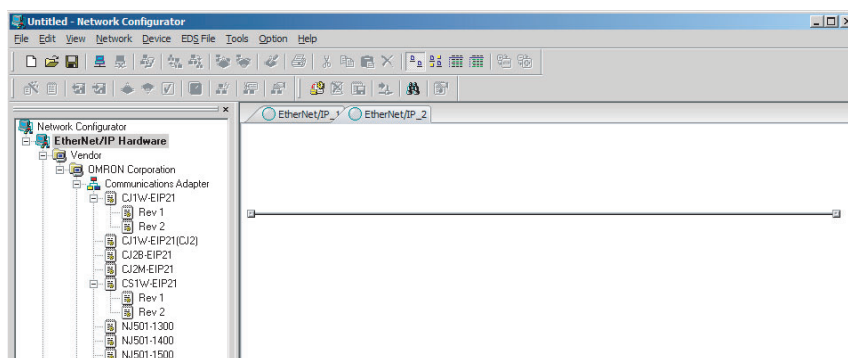 Untitled - Network Configurator
File Edit View Network Device EDS File Tools Option Help
EtherNet/IP_1 EtherNet/IP_2
Network Configurator
EtherNet/IP Hardware
Vendor
OMRON Corporation
Communications Adapter
CJ1W-EIP21
Rev 1
Rev 2
CJ1W-EIP21(CJ2)
CJ2B-EIP21
CJ2M-EIP21
CS1W-EIP21
Rev 1
Rev 2
NJ501-1300
NJ501-1400
NJ501-1500